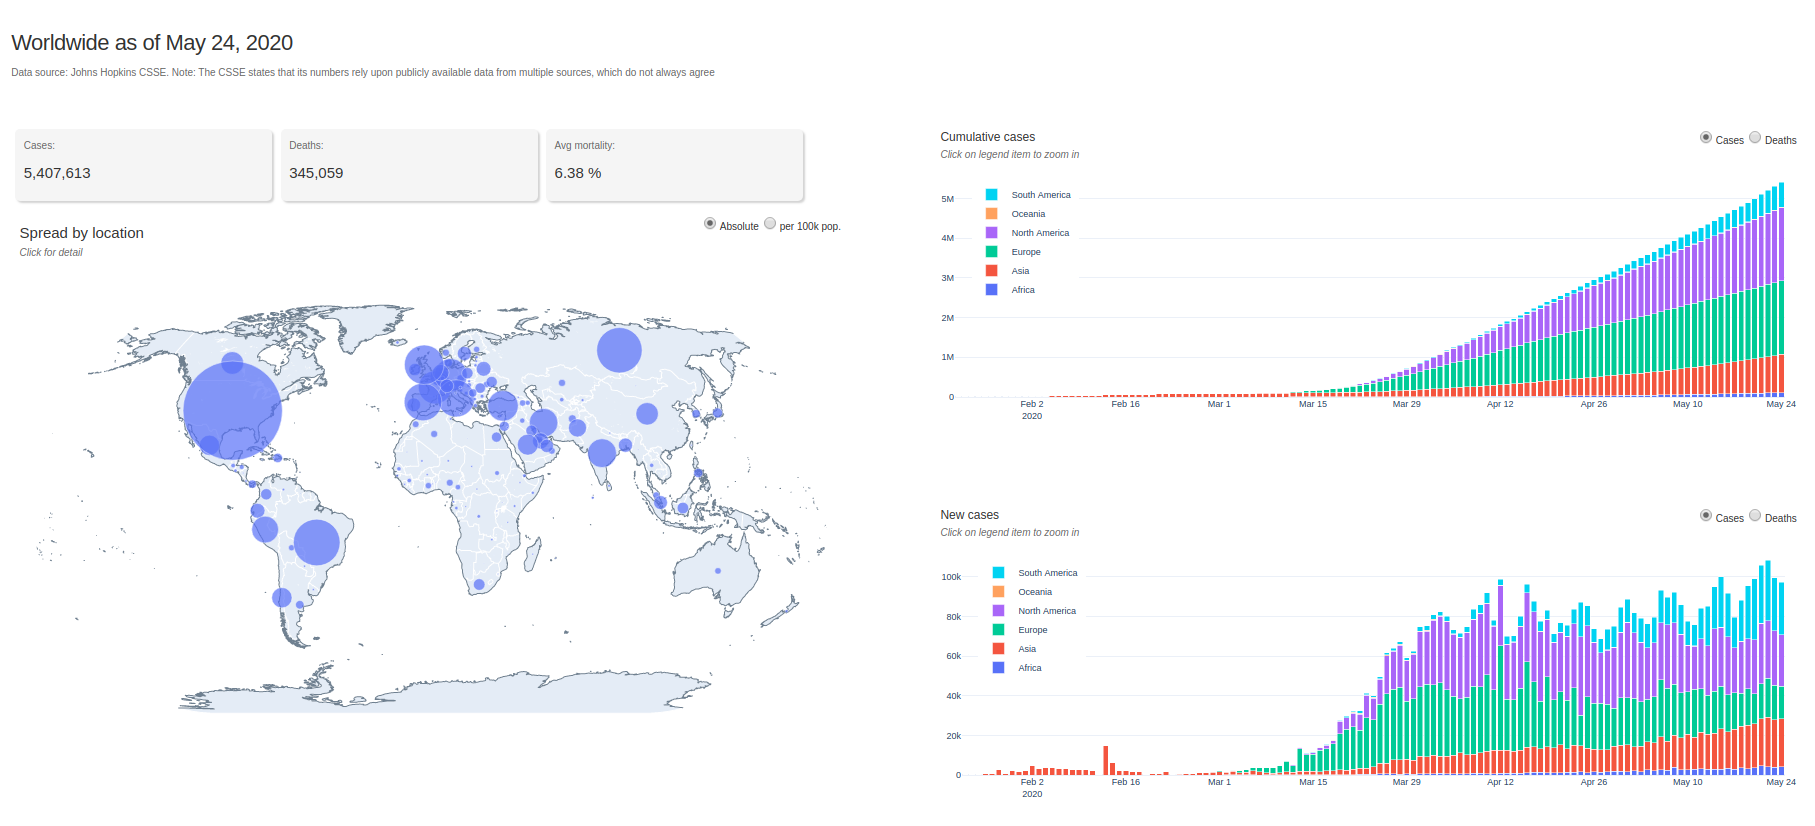 Worldwide as of May 24, 2020
Data source: Johns Hopkins CSSE. Note: The CSSE states that its numbers rely upon publicly available data from multiple sources, which do not always agree
Cases:
5,407,613
Deaths:
345,059
Avg mortality:
6.38 %
Spread by location
Click for detail
Absolute per 100k pop.
Cumulative cases
Click on legend item to zoom in
Cases Deaths
South America
Oceania
North America
Europe
Asia
Africa
5M
4M
3M
2M
1M
0
Feb 2 Feb 16 Mar 1 Mar 15 Mar 29 Apr 12 Apr 26 May 10 May 24
2020
New cases
Click on legend item to zoom in
Cases Deaths
South America
Oceania
North America
Europe
Asia
Africa
100k
80k
60k
40k
20k
0
Feb 2 Feb 16 Mar 1 Mar 15 Mar 29 Apr 12 Apr 26 May 10 May 24
2020